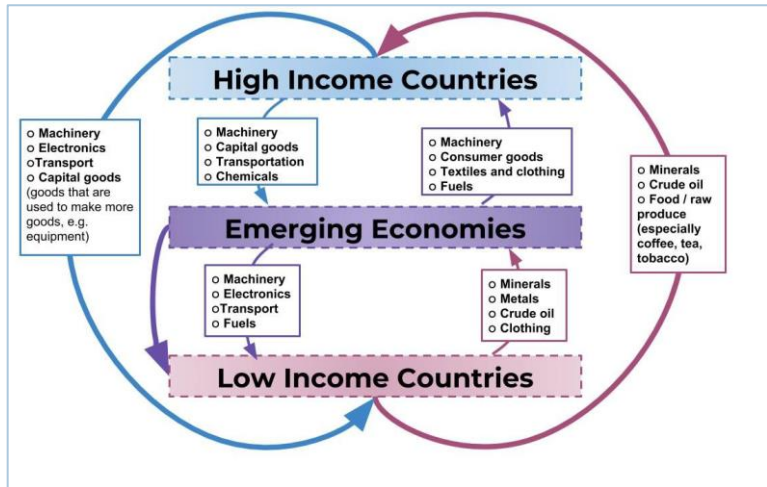 High Income Countries
o Machinery
o Electronics
oTransport
o Capital goods
(goods that are
used to make more
goods, e.g.
equipment)
o Machinery
o Capital goods
o Transportation
o Chemicals
o Machinery
o Consumer goods
o Textiles and clothing
o Fuels
o Minerals
o Crude oil
o Food / raw
produce
(especially
coffee, tea,
tobacco)
Emerging Economies
o Machinery
o Electronics
oTransport
o Fuels
o Minerals
o Metals
o Crude oil
o Clothing
Low Income Countries